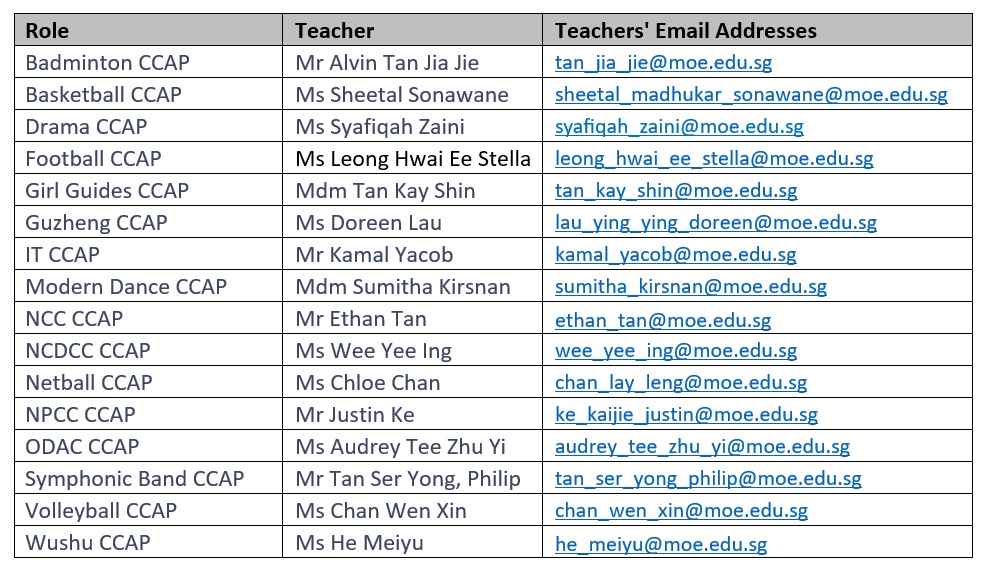 Role Teacher Teachers' Email Addresses
Badminton CCAP Mr Alvin Tan Jia Jie tan_jia_jie@moe.edu.sg
Basketball CCAP Ms Sheetal Sonawane sheetal_madhukar_sonawane@moe.edu.sg
Drama CCAP Ms Syafiqah Zaini syafiqah_zaini@moe.edu.sg
Football CCAP Ms Leong Hwai Ee Stella leong_hwai_ee_stella@moe.edu.sg
Girl Guides CCAP Mdm Tan Kay Shin tan_kay_shin@moe.edu.sg
Guzheng CCAP Ms Doreen Lau lau_ying_ying_doreen@moe.edu.sg
IT CCAP Mr Kamal Yacob kamal_yacob@moe.edu.sg
Modern Dance CCAP Mdm Sumitha Kirsnan sumitha_kirsnan@moe.edu.sg
NCC CCAP Mr Ethan Tan ethan_tan@moe.edu.sg
NCDCC CCAP Ms Wee Yee Ing wee_yee_ing@moe.edu.sg
Netball CCAP Ms Chloe Chan chan_lay_leng@moe.edu.sg
NPCC CCAP Mr Justin Ke ke_kaijie_justin@moe.edu.sg
ODAC CCAP Ms Audrey Tee Zhu Yi audrey_tee_zhu_yi@moe.edu.sg
Symphonic Band CCAP Mr Tan Ser Yong, Philip tan_ser_yong_philip@moe.edu.sg
Volleyball CCAP Ms Chan Wen Xin chan_wen_xin@moe.edu.sg
Wushu CCAP Ms He Meiyu he_meiyu@moe.edu.sg